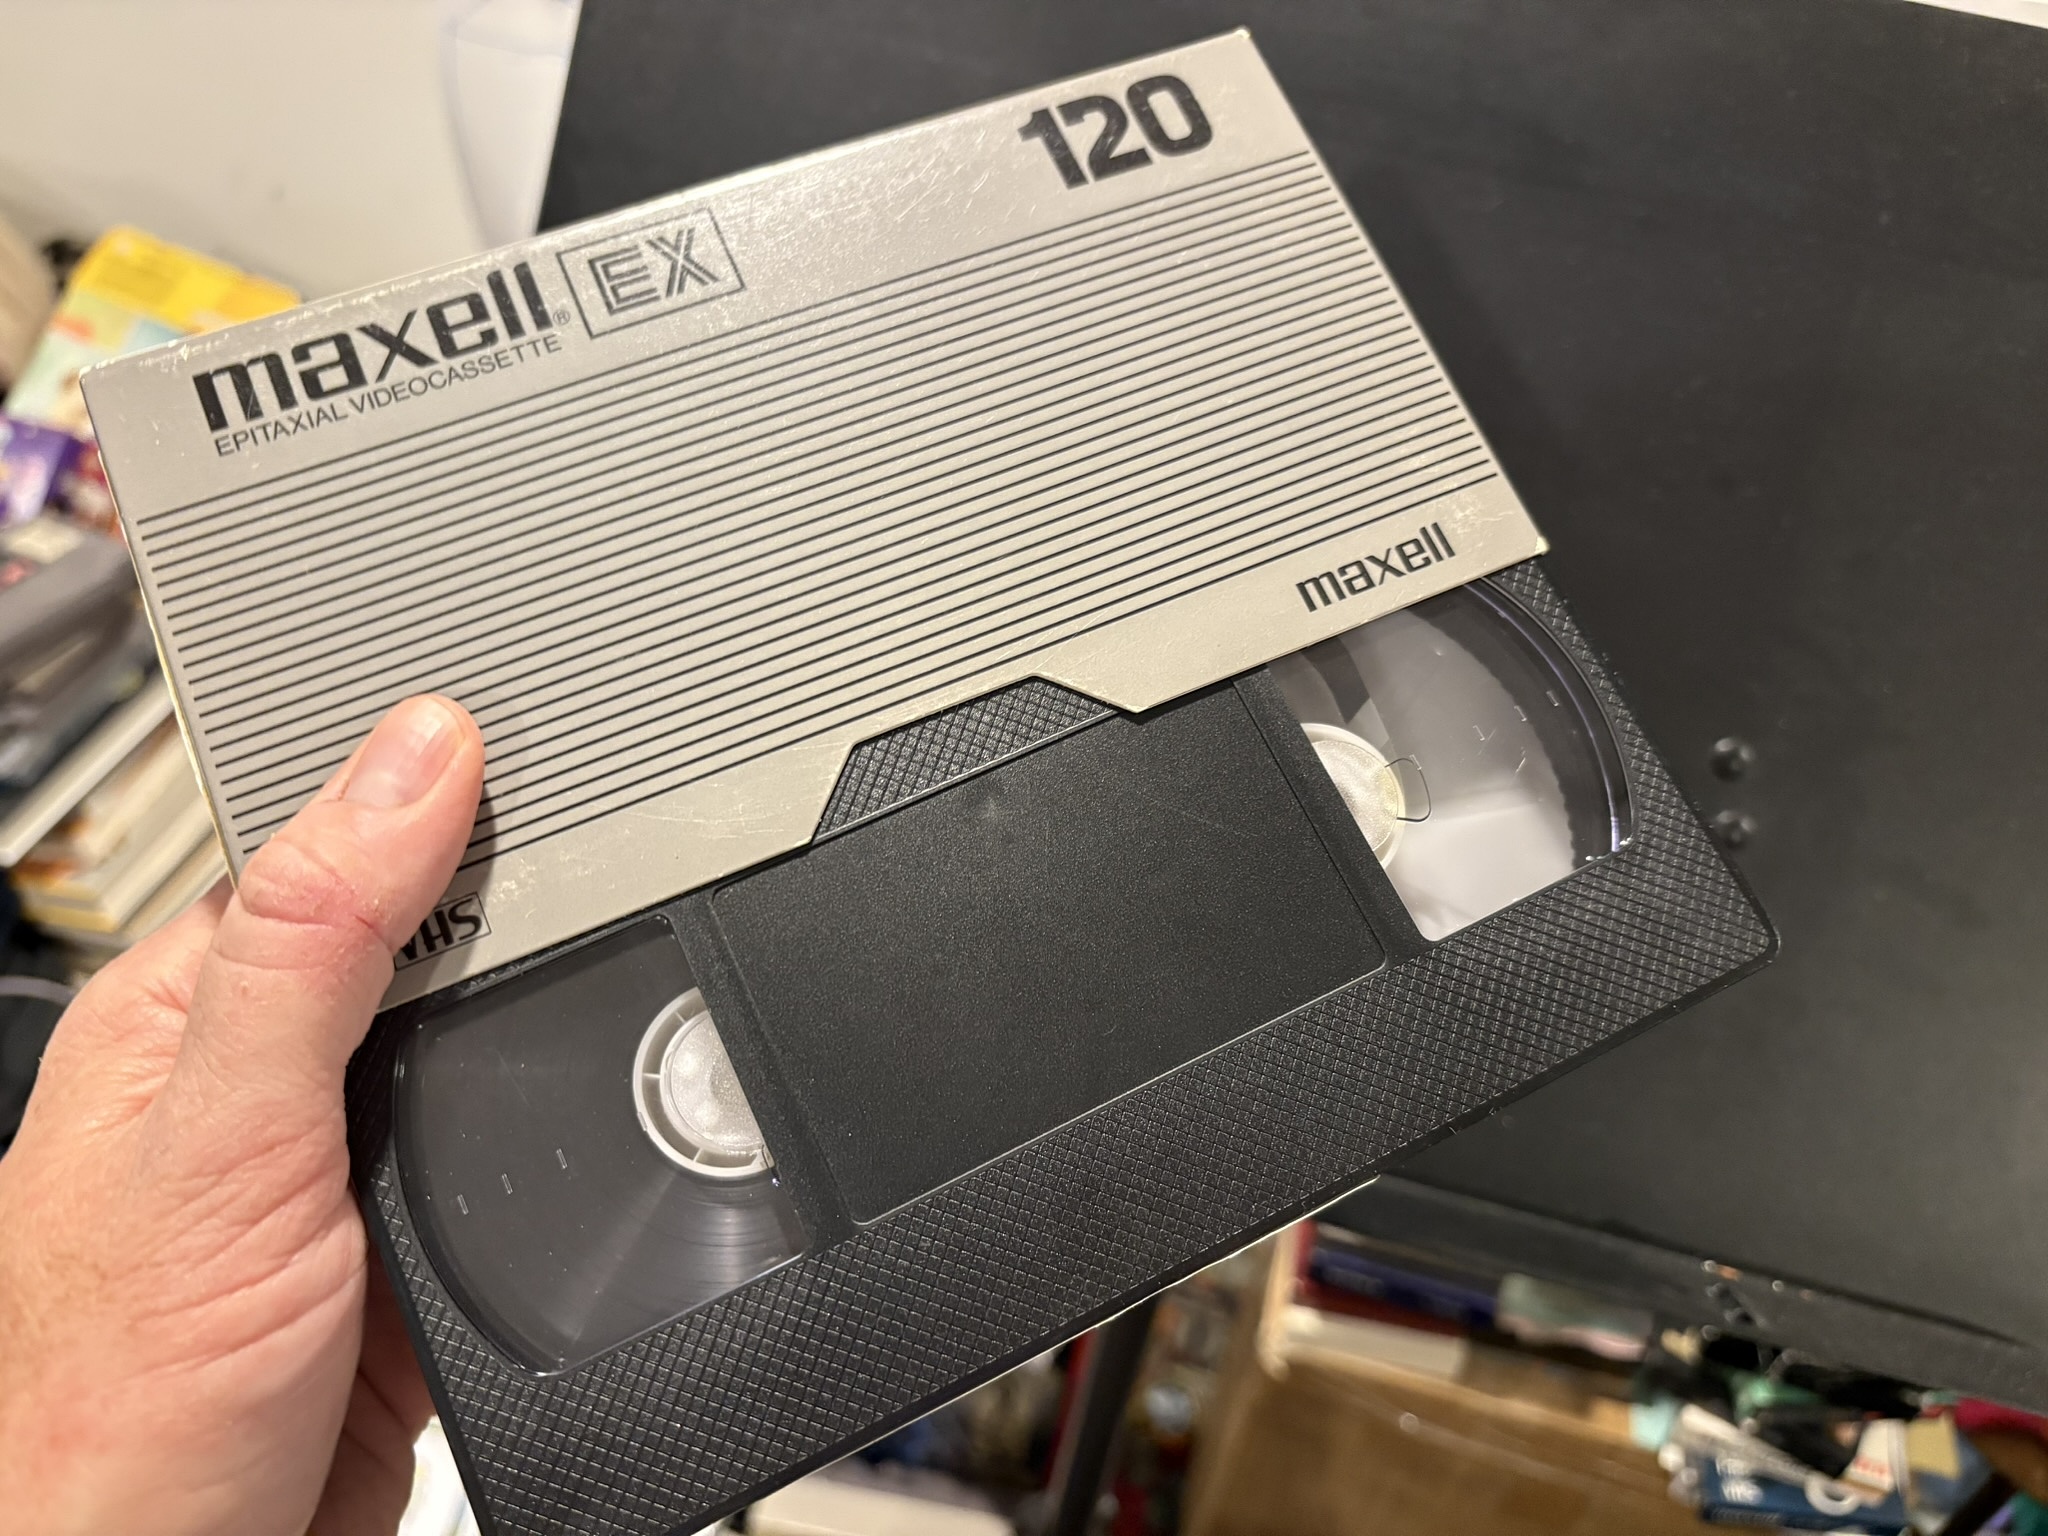 120
maxell® EX
EPITAXIAL VIDEOCASSETTE
maxell
VHS